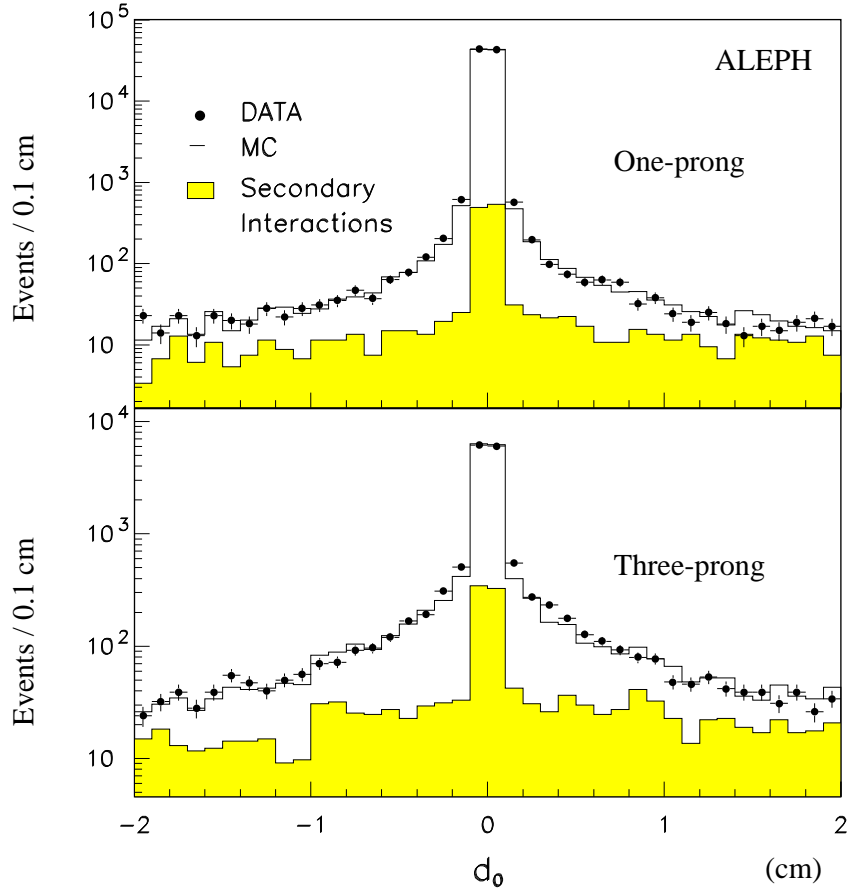 ALEPH
DATA
MC
Secondary
Interactions
One-prong
Events / 0.1 cm
10^5
10^4
10^3
10^2
10
Three-prong
Events / 0.1 cm
10^4
10^3
10^2
10
-2 -1 0 1 2
d₀ (cm)